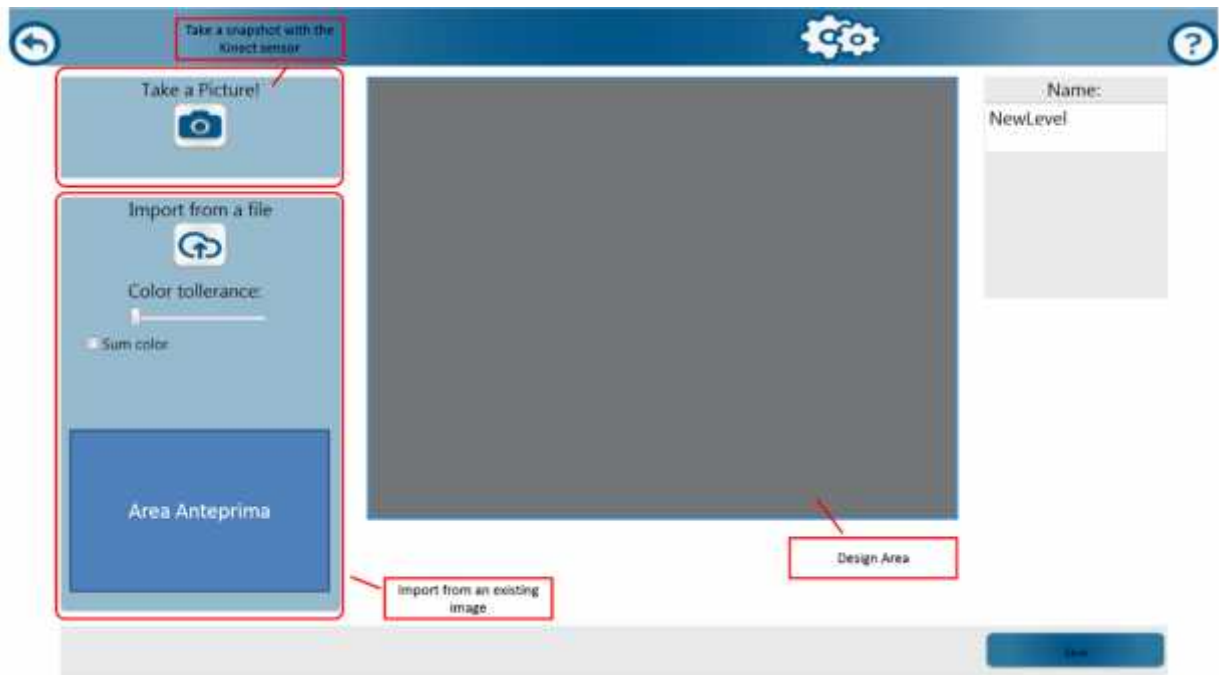 Take a snapshot with the
Kinect sensor
?
Take a Picture!
Name:
NewLevel
Import from a file
Color tollerance:
Sum color
Area Anteprima
Design Area
Import from an existing
image